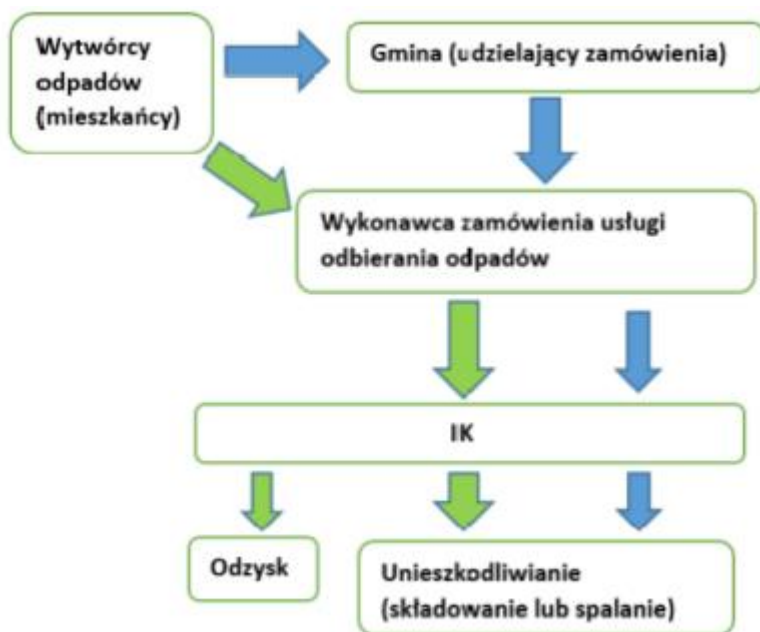 Wytwórcy
odpadów
(mieszkańcy)
Gmina (udzielający zamówienia)
Wykonawca zamówienia usługi
odbierania odpadów
IK
Odzysk
Unieszkodliwianie
(składowanie lub spalanie)